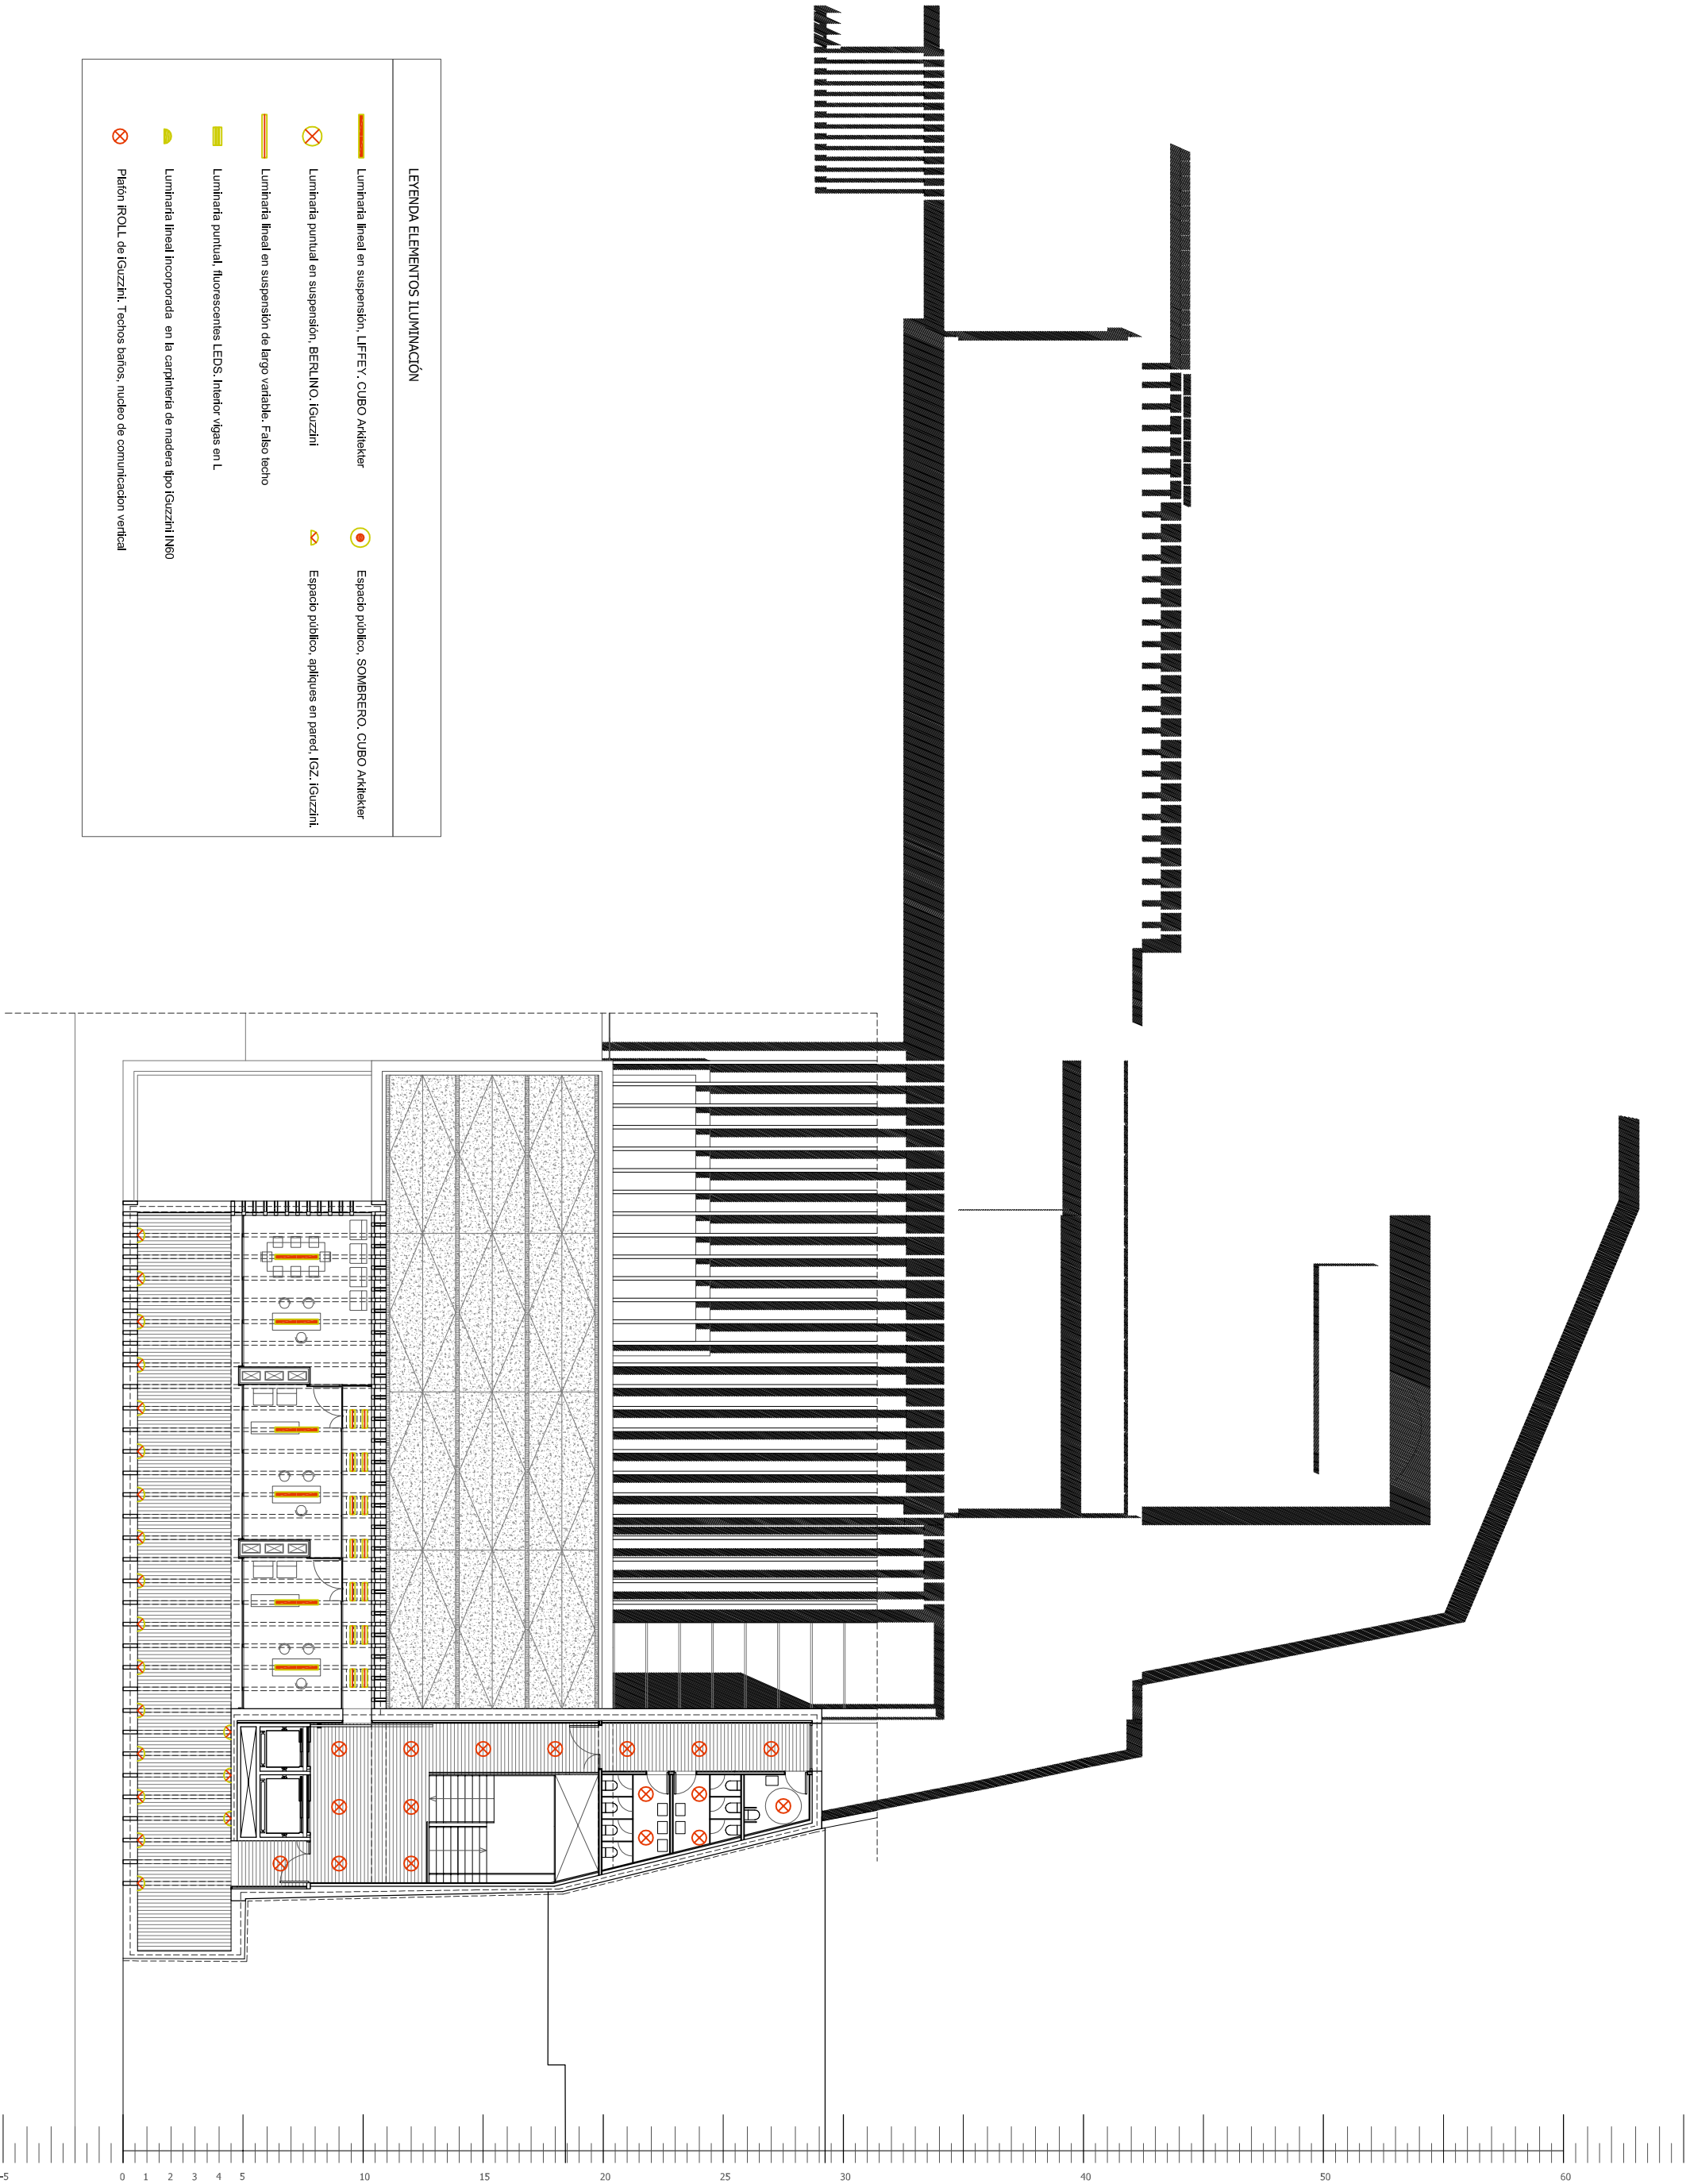 LEYENDA ELEMENTOS ILUMINACIÓN
Luminaria lineal en suspensión, LIFFEY. CUBO Arkitekter
Luminaria puntual en suspensión, BERLINO. iGuzzini
Luminaria lineal en suspensión de largo variable. Falso techo
Luminaria puntual, fluorescentes LEDS. Interior vigas en L
Luminaria lineal incorporada en la carpintería de madera tipo iGuzzini IN60
Plafón iROLL de iGuzzini. Techos baños, nucleo de comunicacion vertical
Espacio público, SOMBRERO. CUBO Arkitekter
Espacio público, apliques en pared, IGZ. iGuzzini.
-5 0 1 2 3 4 5 10 15 20 25 30 40 50 60